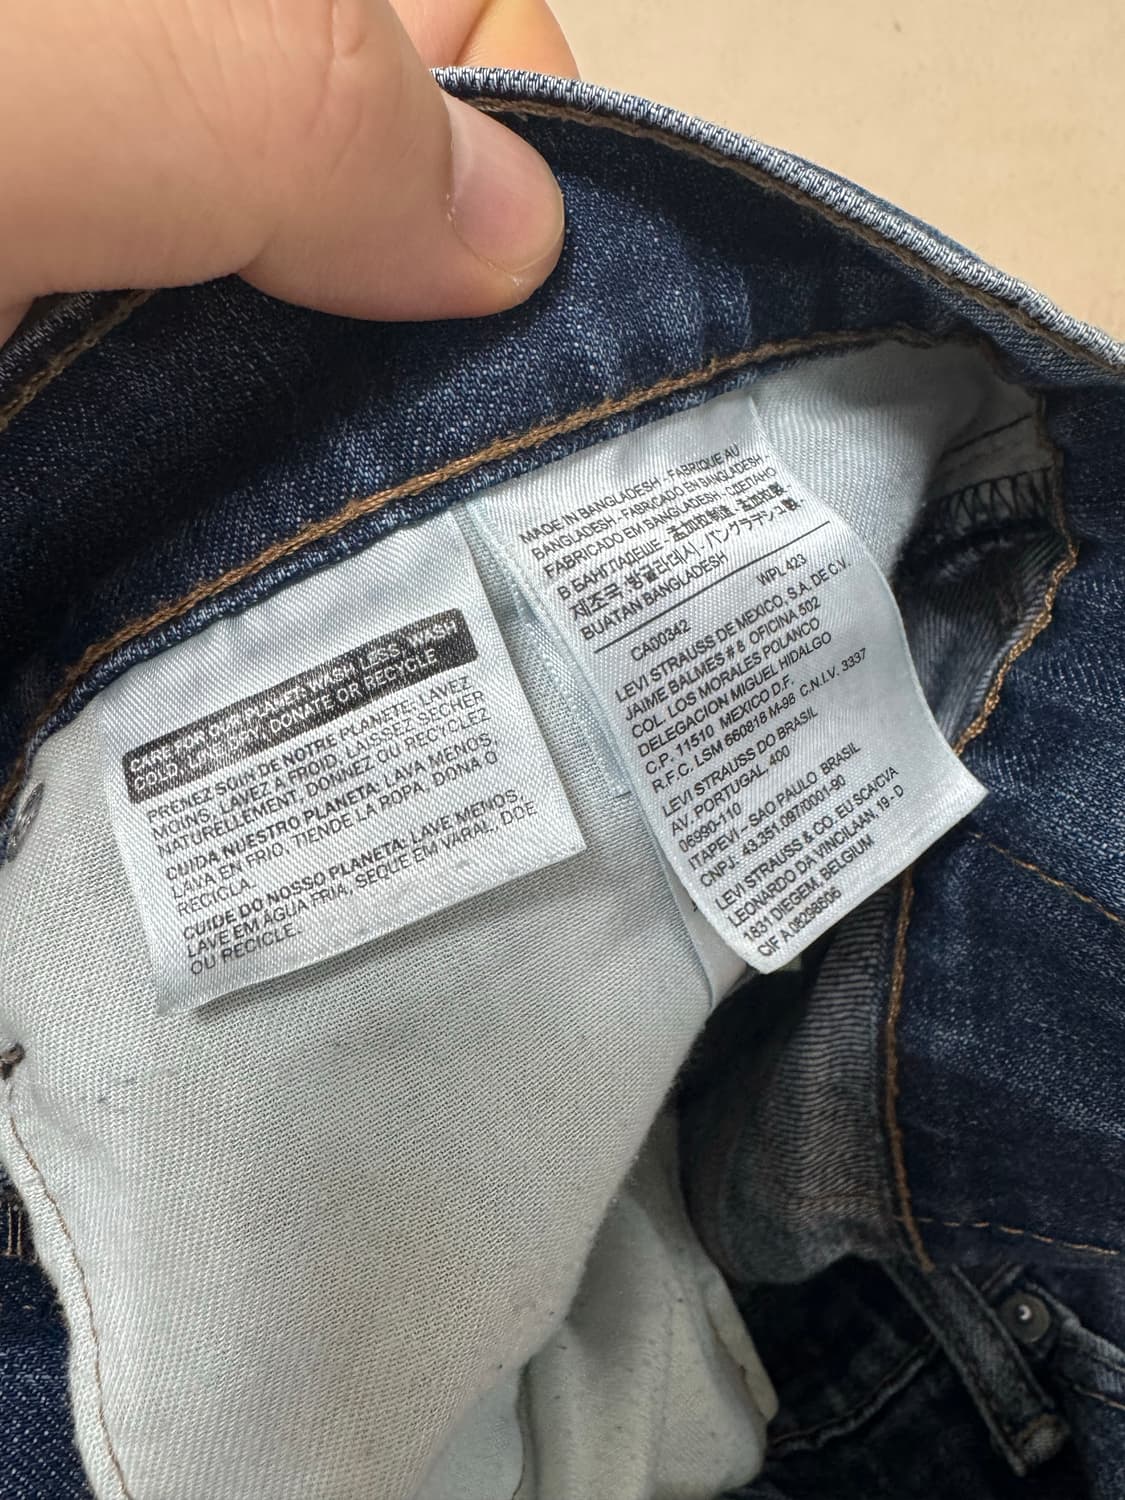 CARE FOR OUR PLANET: WASH LESS, WASH
COLD, LINE DRY, DONATE OR RECYCLE
PRENEZ SOIN DE NOTRE PLANÈTE: LAVEZ
MOINS, LAVEZ À FROID, LAISSEZ SÉCHER
NATURELLEMENT, DONNEZ OU RECYCLEZ
CUIDA NUESTRO PLANETA: LAVA MENOS,
LAVA EN FRIO, TIENDE LA ROPA, DONA O
RECICLA.
CUIDE DO NOSSO PLANETA: LAVE MENOS,
LAVE EM ÁGUA FRIA, SEQUE EM VARAL, DOE
OU RECICLE.
MADE IN BANGLADESH - FABRIQUE AU
BANGLADESH - FABRICADO EN BANGLADESH -
FABRICADO EM BANGLADESH - СДЕЛАНО
В БАНГЛАДЕШЕ - 孟加拉制造 - 孟加拉製
제조국: 방글라데시 - バングラデシュ製
BUATAN BANGLADESH
CA00342 WPL 423
LEVI STRAUSS DE MEXICO, S.A. DE C.V.
JAIME BALMES # 8 OFICINA 502
COL. LOS MORALES POLANCO
DELEGACION MIGUEL HIDALGO
C.P. 11510 MEXICO D.F.
R.F.C. LSM 660818 M-98 C.N.I.V. 3337
LEVI STRAUSS DO BRASIL
AV. PORTUGAL, 400
06690-110
ITAPEVI - SAO PAULO BRASIL
CNPJ: 43.351.097/0001-90
LEVI STRAUSS & CO. EU SCA/CVA
LEONARDO DA VINCILAAN, 19 - D
1831 DIEGEM, BELGIUM
CIF A